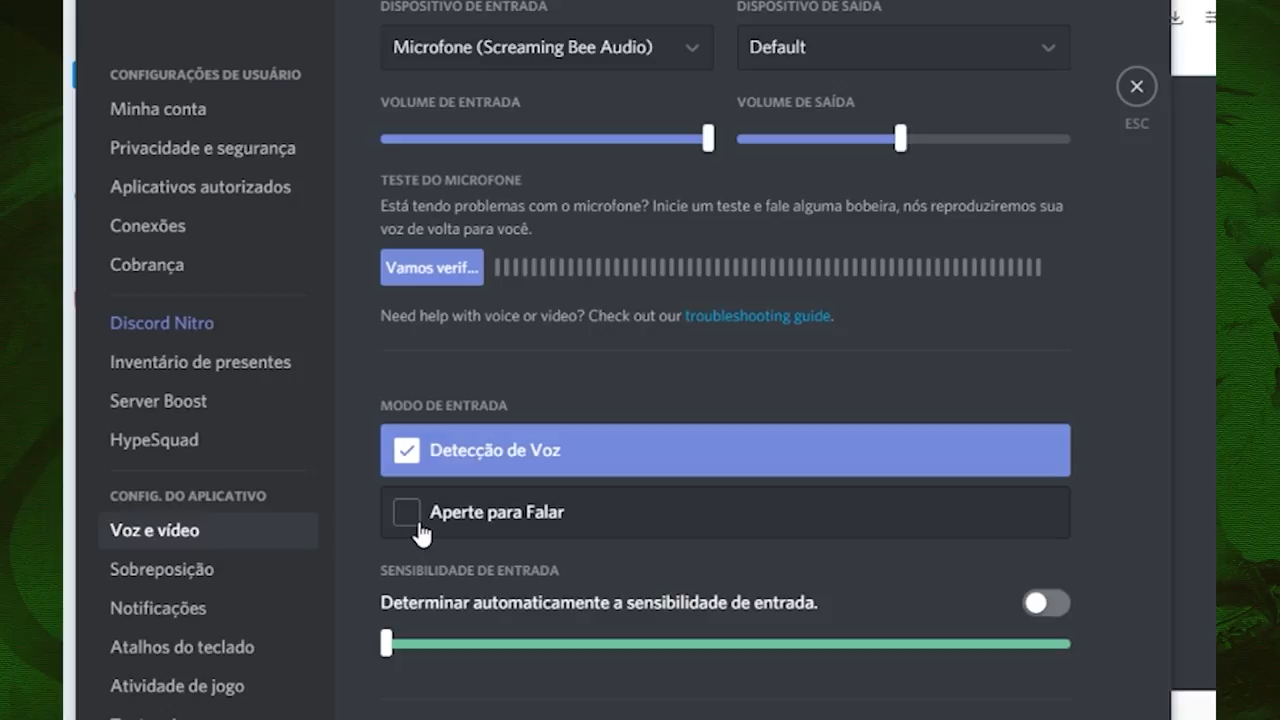 CONFIGURAÇÕES DE USUÁRIO
Minha conta
Privacidade e segurança
Aplicativos autorizados
Conexões
Cobrança
Discord Nitro
Inventário de presentes
Server Boost
HypeSquad
CONFIG. DO APLICATIVO
Voz e vídeo
Sobreposição
Notificações
Atalhos do teclado
Atividade de jogo
DISPOSITIVO DE ENTRADA
Microfone (Screaming Bee Audio)
DISPOSITIVO DE SAÍDA
Default
VOLUME DE ENTRADA
VOLUME DE SAÍDA
TESTE DO MICROFONE
Está tendo problemas com o microfone? Inicie um teste e fale alguma bobeira, nós reproduziremos sua
voz de volta para você.
Vamos verif...
Need help with voice or video? Check out our troubleshooting guide.
MODO DE ENTRADA
Detecção de Voz
Aperte para Falar
SENSIBILIDADE DE ENTRADA
Determinar automaticamente a sensibilidade de entrada.
ESC